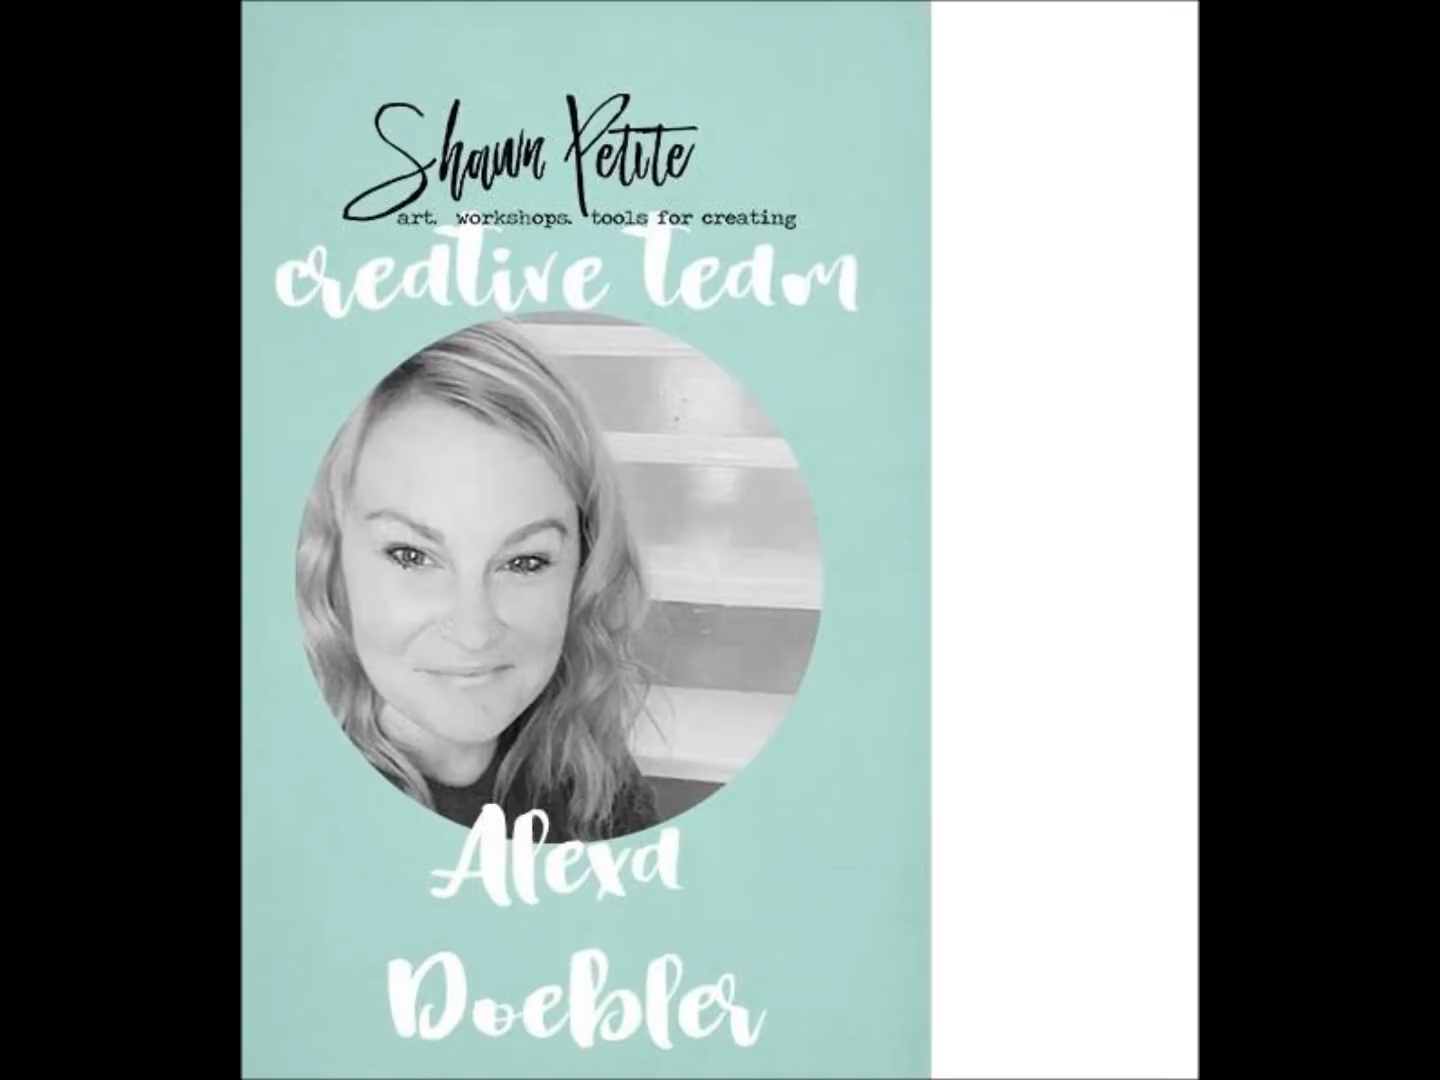 Shawn Petite
art. workshops. tools for creating
creative team
Alexa
Doebler